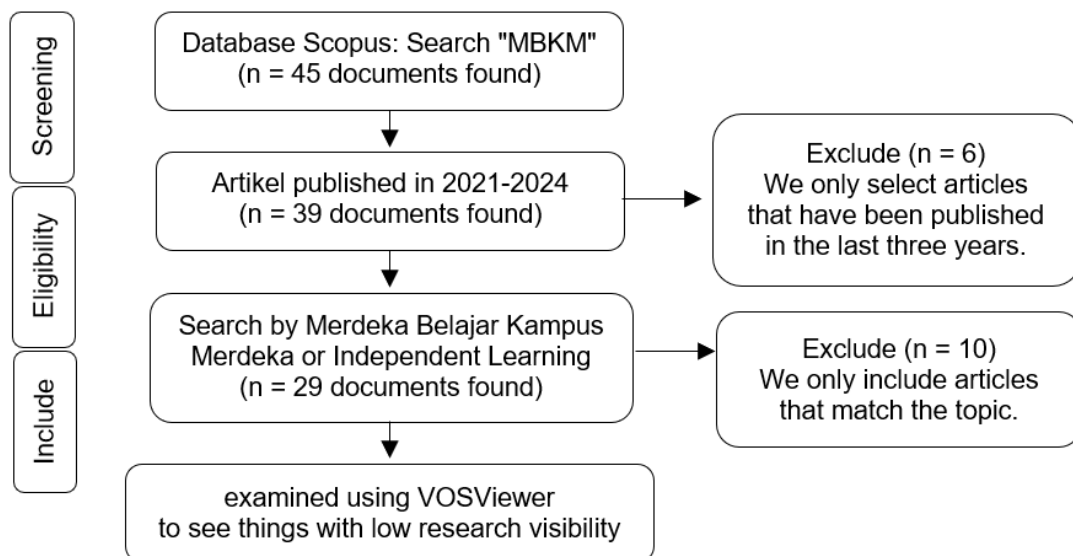 Screening
Eligibility
Include
Database Scopus: Search "MBKM"
(n = 45 documents found)
Artikel published in 2021-2024
(n = 39 documents found)
Exclude (n = 6)
We only select articles
that have been published
in the last three years.
Search by Merdeka Belajar Kampus
Merdeka or Independent Learning
(n = 29 documents found)
Exclude (n = 10)
We only include articles
that match the topic.
examined using VOSViewer
to see things with low research visibility